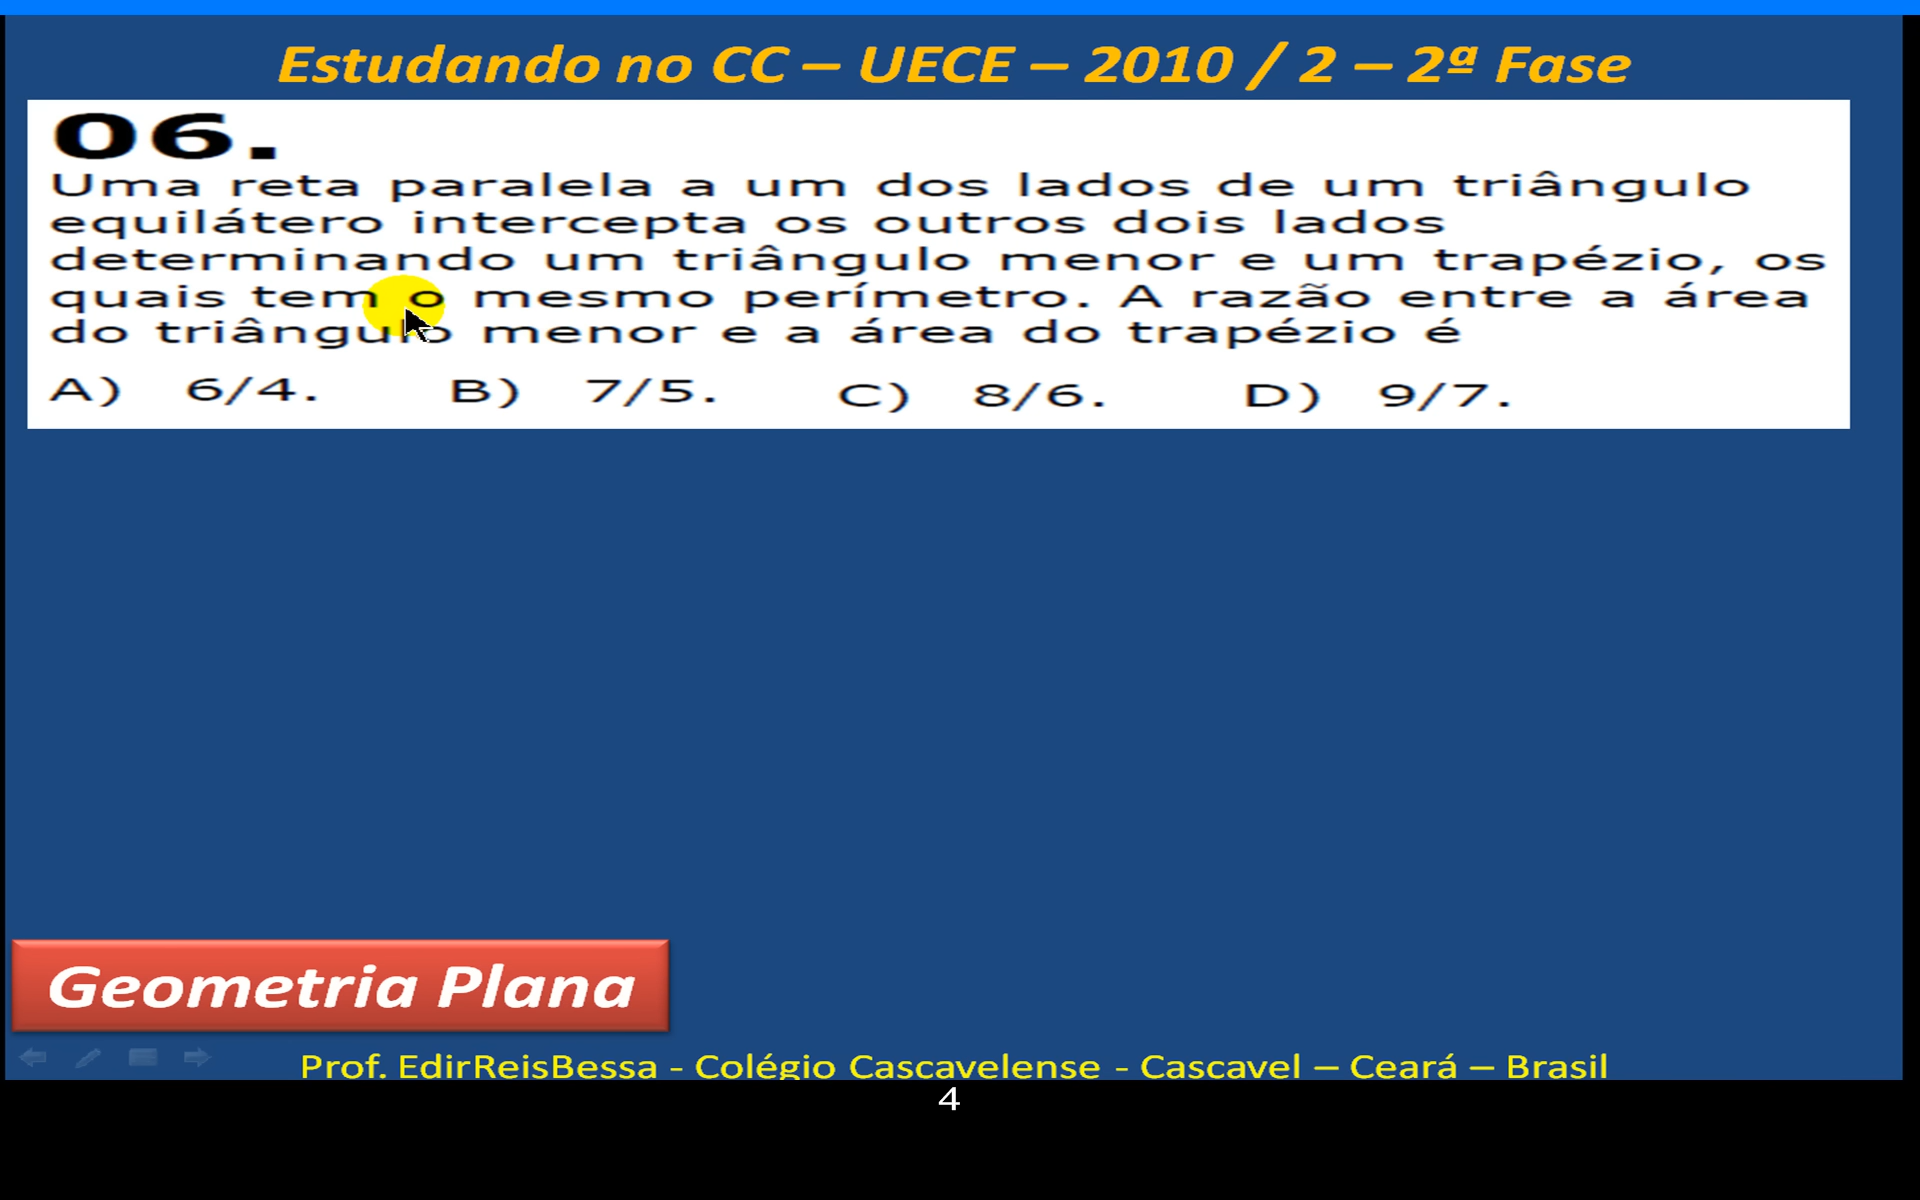 Estudando no CC – UECE – 2010 / 2 – 2ª Fase
06.
Uma reta paralela a um dos lados de um triângulo
equilátero intercepta os outros dois lados
determinando um triângulo menor e um trapézio, os
quais tem o mesmo perímetro. A razão entre a área
do triângulo menor e a área do trapézio é
A) 6/4. B) 7/5. C) 8/6. D) 9/7.
Geometria Plana
Prof. EdirReisBessa - Colégio Cascavelense - Cascavel – Ceará – Brasil
4